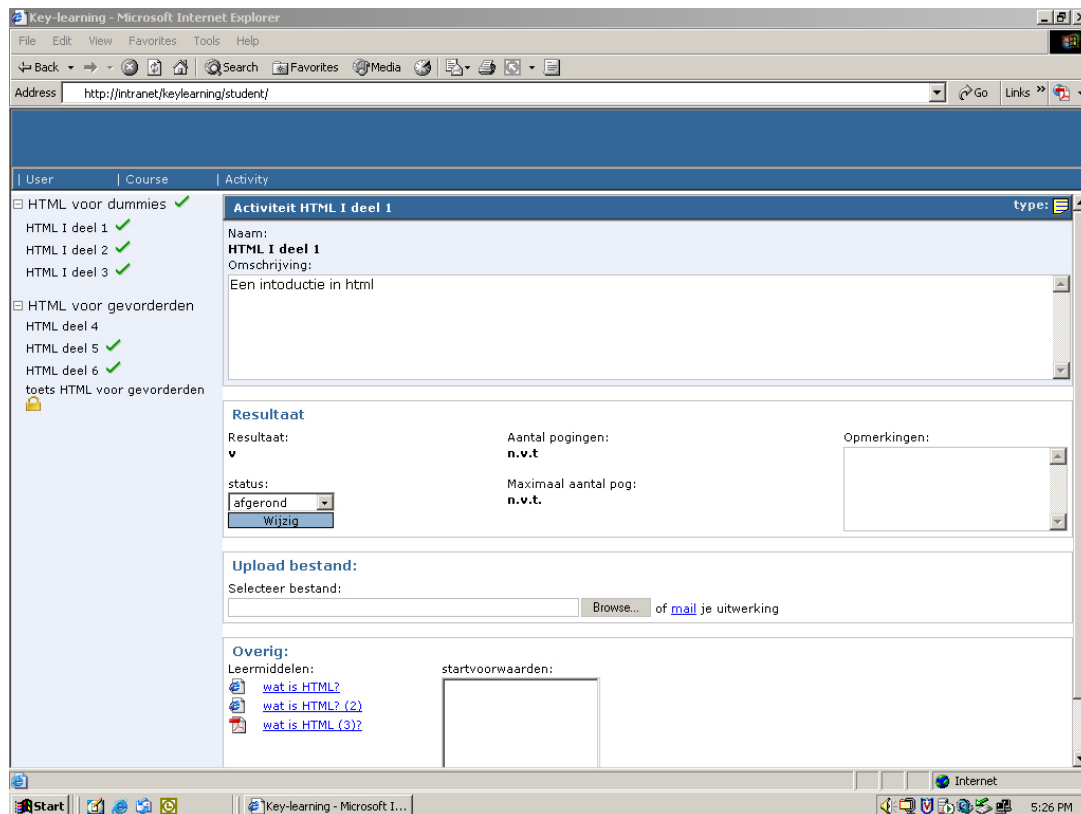 Key-learning - Microsoft Internet Explorer
File Edit View Favorites Tools Help
Back Search Favorites Media
Address http://intranet/keylearning/student/ Go Links »
| User | Course | Activity
HTML voor dummies
HTML I deel 1
HTML I deel 2
HTML I deel 3
HTML voor gevorderden
HTML deel 4
HTML deel 5
HTML deel 6
toets HTML voor gevorderden
Activiteit HTML I deel 1 type:
Naam:
HTML I deel 1
Omschrijving:
Een intoductie in html
Resultaat
Resultaat: Aantal pogingen: Opmerkingen:
v n.v.t
status: Maximaal aantal pog:
afgerond n.v.t.
Wijzig
Upload bestand:
Selecteer bestand:
Browse... of mail je uitwerking
Overig:
Leermiddelen: startvoorwaarden:
wat is HTML?
wat is HTML? (2)
wat is HTML (3)?
Internet
Start Key-learning - Microsoft I... 5:26 PM